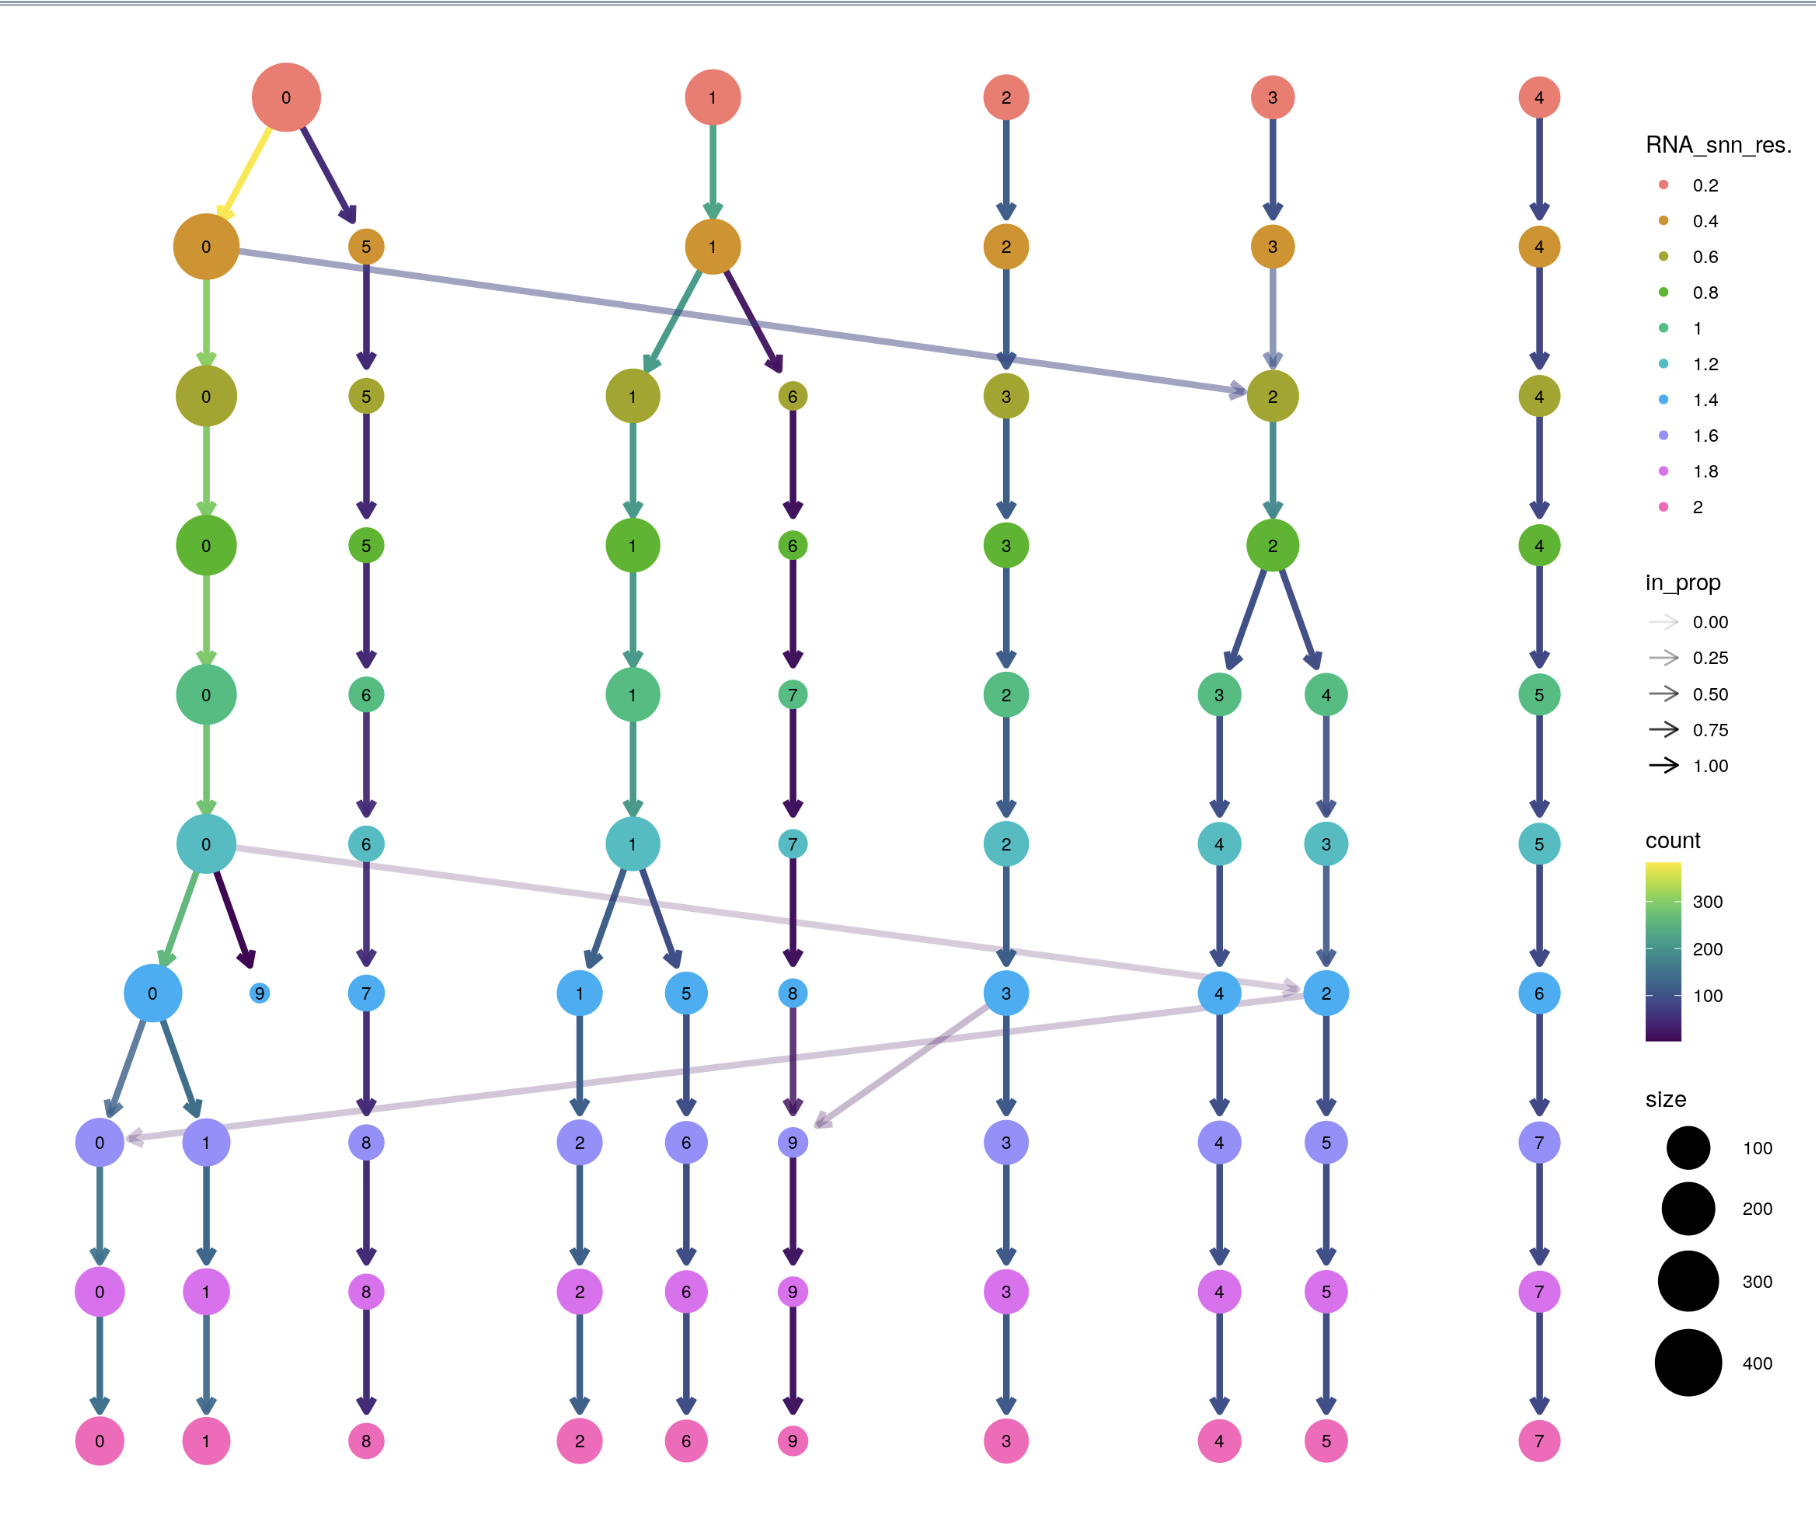 0 1 2 3 4
0 5 1 2 3 4
0 5 1 6 3 2 4
0 5 1 6 3 2 4
0 6 1 7 2 3 4 5
0 6 1 7 2 4 3 5
0 9 7 1 5 8 3 4 2 6
0 1 8 2 6 9 3 4 5 7
0 1 8 2 6 9 3 4 5 7
0 1 8 2 6 9 3 4 5 7
RNA_snn_res.
0.2
0.4
0.6
0.8
1
1.2
1.4
1.6
1.8
2
in_prop
0.00
0.25
0.50
0.75
1.00
count
300
200
100
size
100
200
300
400